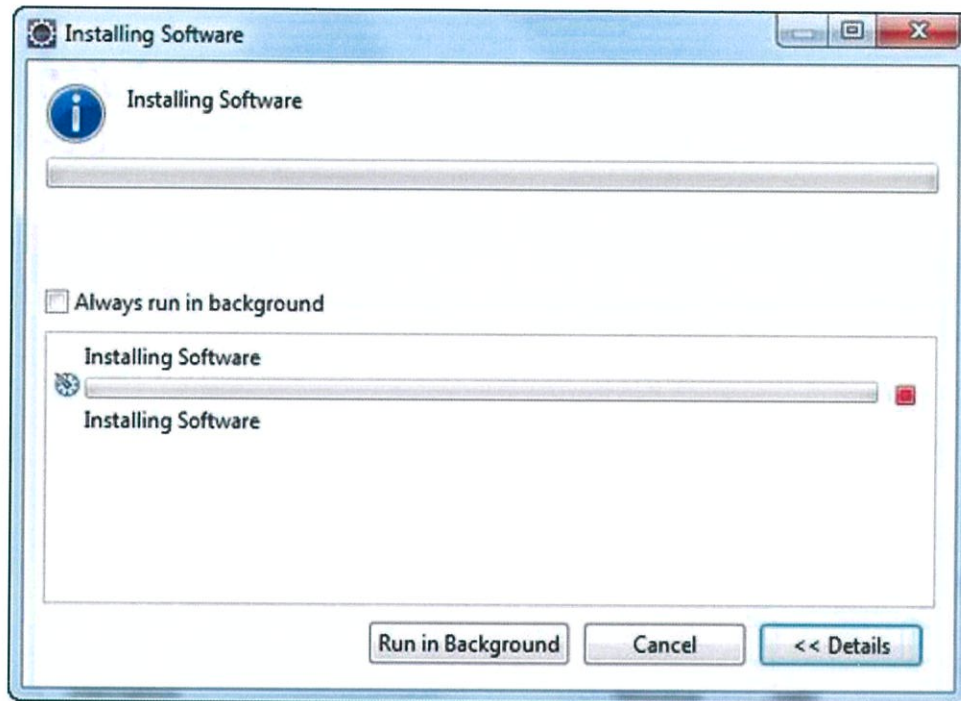 Installing Software
Installing Software
Always run in background
Installing Software
Installing Software
Run in Background
Cancel
<< Details